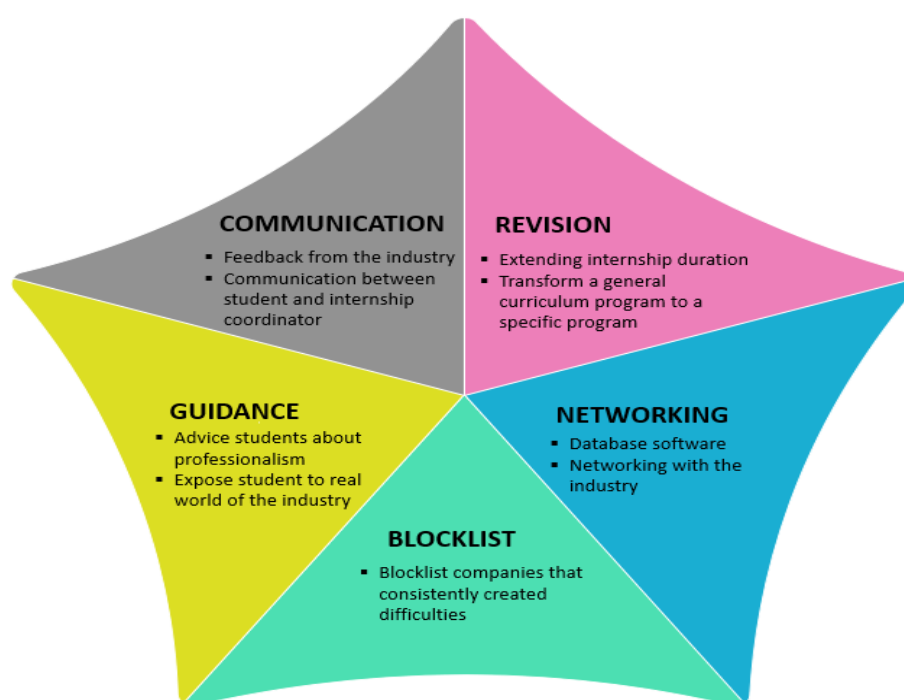 COMMUNICATION
▪ Feedback from the industry
▪ Communication between
student and internship
coordinator
REVISION
▪ Extending internship duration
▪ Transform a general
curriculum program to a
specific program
GUIDANCE
▪ Advice students about
professionalism
▪ Expose student to real
world of the industry
NETWORKING
▪ Database software
▪ Networking with the
industry
BLOCKLIST
▪ Blocklist companies that
consistently created
difficulties